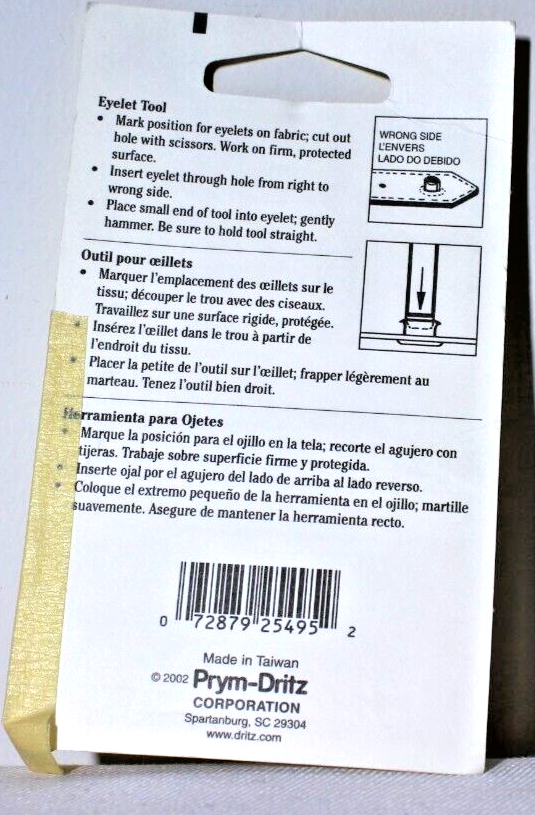 Eyelet Tool
• Mark position for eyelets on fabric; cut out
hole with scissors. Work on firm, protected
surface.
• Insert eyelet through hole from right to
wrong side.
• Place small end of tool into eyelet; gently
hammer. Be sure to hold tool straight.
WRONG SIDE
L'ENVERS
LADO DO DEBIDO
Outil pour œillets
• Marquer l'emplacement des œillets sur le
tissu; découper le trou avec des ciseaux.
Travaillez sur une surface rigide, protégée.
• Insérez l'œillet dans le trou à partir de
l'endroit du tissu.
• Placer la petite de l'outil sur l'œillet; frapper légèrement au
marteau. Tenez l'outil bien droit.
Herramienta para Ojetes
• Marque la posición para el ojillo en la tela; recorte el agujero con
tijeras. Trabaje sobre superficie firme y protegida.
• Inserte ojal por el agujero del lado de arriba al lado reverso.
• Coloque el extremo pequeño de la herramienta en el ojillo; martille
suavemente. Asegure de mantener la herramienta recto.
0 72879 25495 2
Made in Taiwan
© 2002 Prym-Dritz
CORPORATION
Spartanburg, SC 29304
www.dritz.com